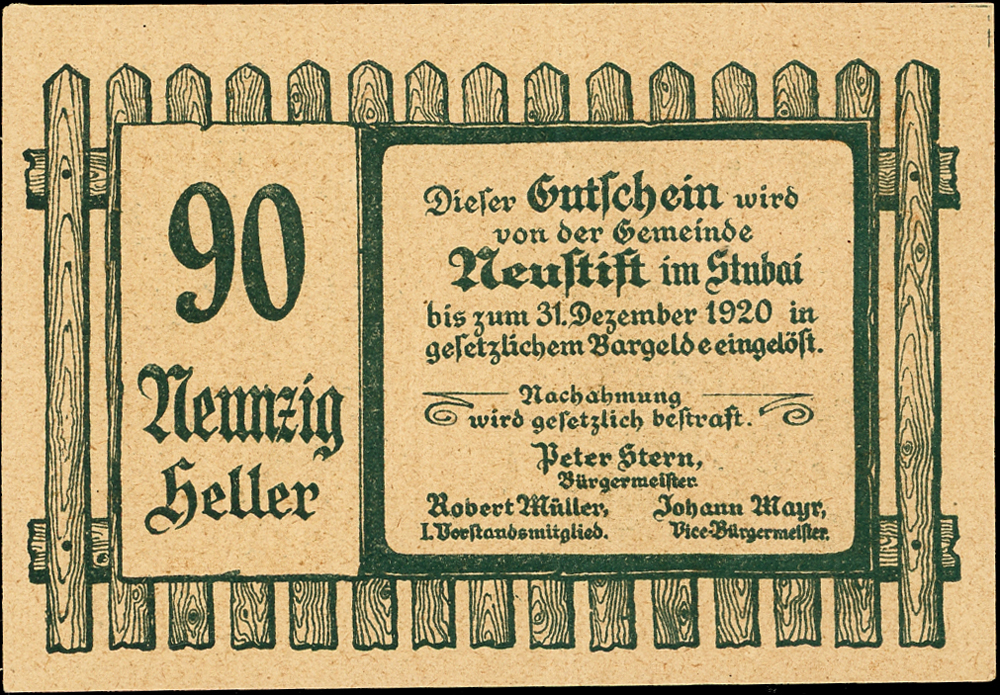 90
Neunzig
Heller
Dieser Gutschein wird
von der Gemeinde
Neustift im Stubai
bis zum 31. Dezember 1920 in
gesetzlichem Bargelde eingelöst.
Nachahmung
wird gesetzlich bestraft.
Peter Stern,
Bürgermeister.
Robert Müller,
I. Vorstandsmitglied.
Johann Mayr,
Vice-Bürgermeister.